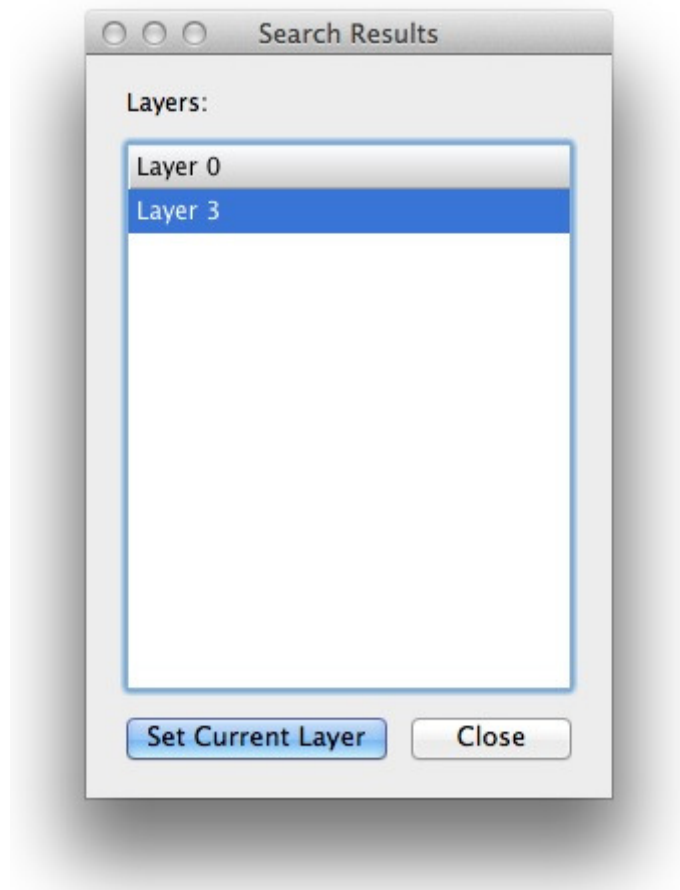 Search Results
Layers:
Layer 0
Layer 3
Set Current Layer Close